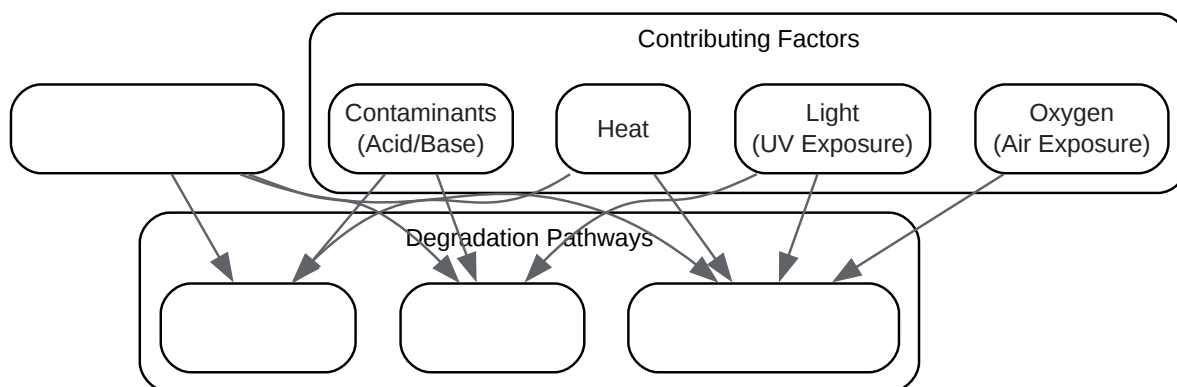 Contributing Factors
Contaminants
(Acid/Base)
Heat
Light
(UV Exposure)
Oxygen
(Air Exposure)
Degradation Pathways